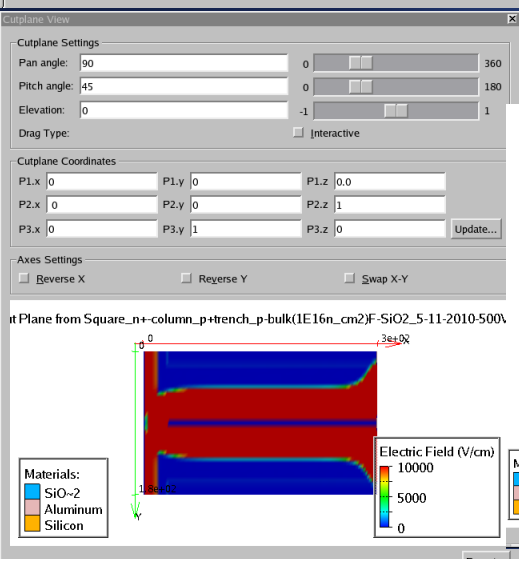 Cutplane View
Cutplane Settings
Pan angle: 90 0 360
Pitch angle: 45 0 180
Elevation: 0 -1 1
Drag Type: Interactive
Cutplane Coordinates
P1.x 0 P1.y 0 P1.z 0.0
P2.x 0 P2.y 0 P2.z 1
P3.x 0 P3.y 1 P3.z 0 Update...
Axes Settings
Reverse X Reverse Y Swap X-Y
Plane from Square_n+-column_p+trench_p-bulk(1E16n_cm2)F-SiO2_5-11-2010-500V
0 0 3e+02 X
Electric Field (V/cm)
10000
5000
0
Materials:
SiO~2
Aluminum
Silicon
Y